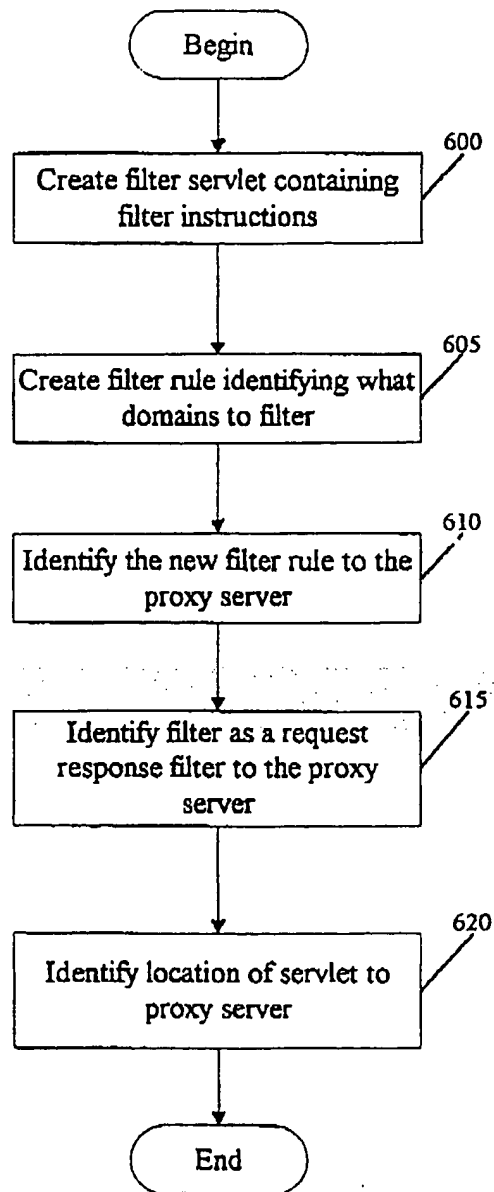 Begin
600
Create filter servlet containing
filter instructions
605
Create filter rule identifying what
domains to filter
610
Identify the new filter rule to the
proxy server
615
Identify filter as a request
response filter to the proxy
server
620
Identify location of servlet to
proxy server
End